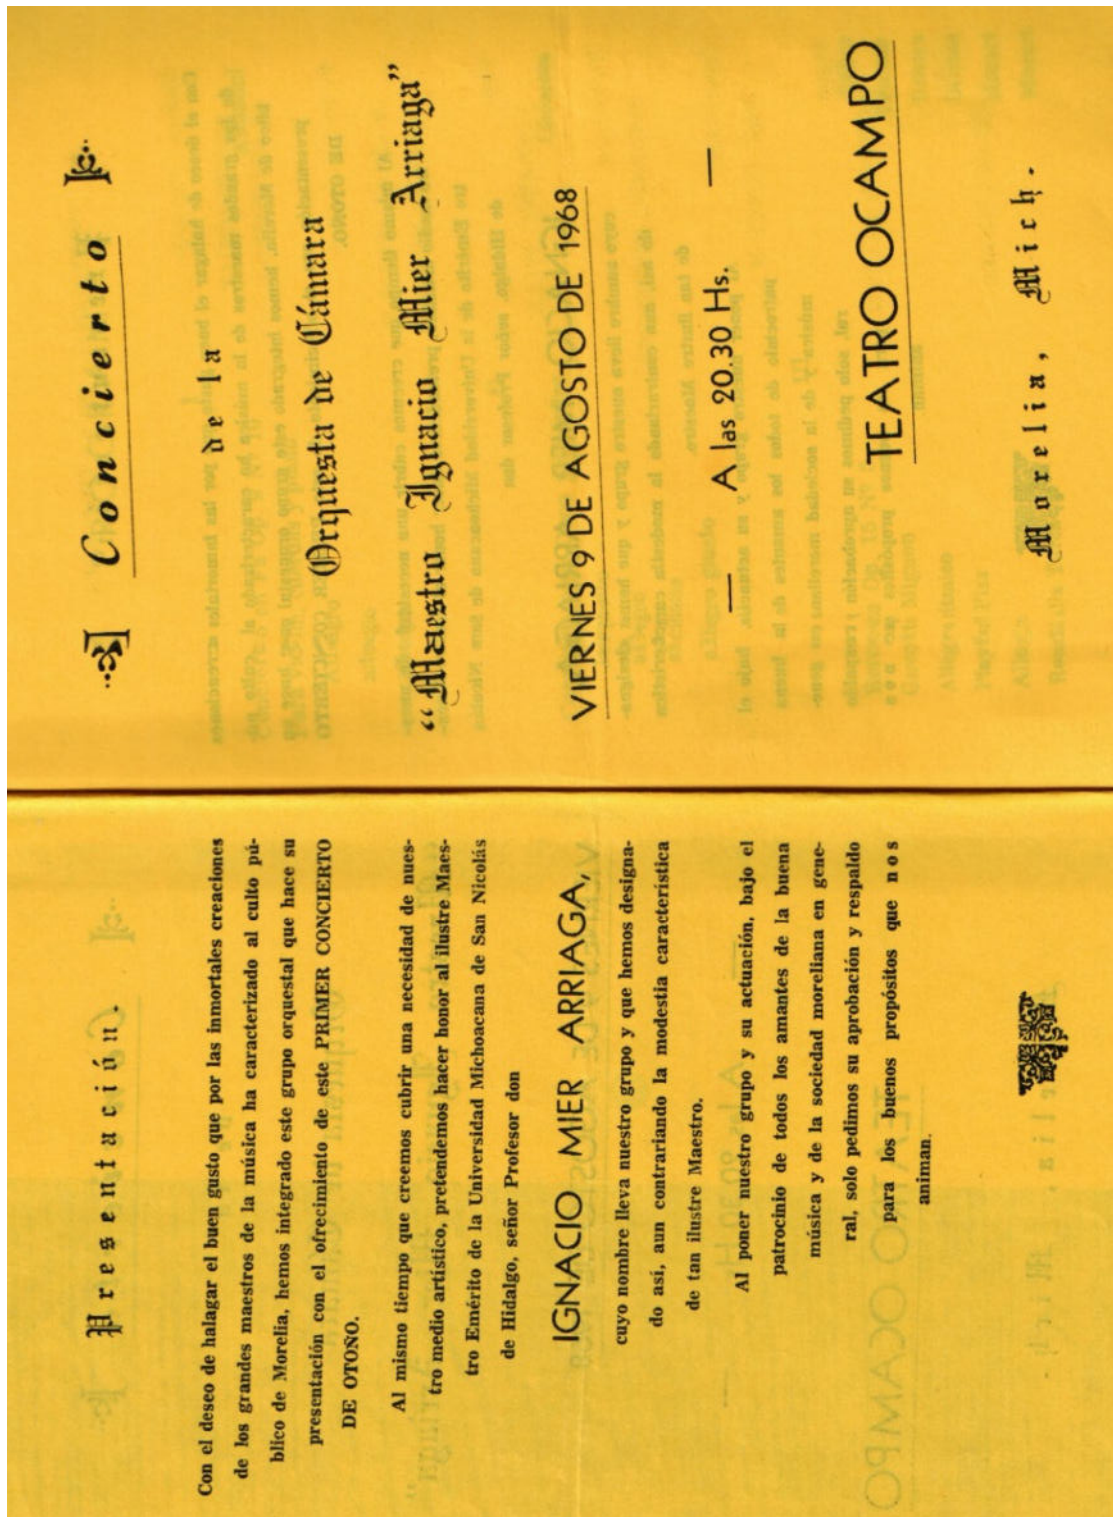 Presentación.
Con el deseo de halagar el buen gusto que por las inmortales creaciones
de los grandes maestros de la música ha caracterizado al culto pú-
blico de Morelia, hemos integrado este grupo orquestal que hace su
presentación con el ofrecimiento de este PRIMER CONCIERTO
DE OTOÑO.
Al mismo tiempo que creemos cubrir una necesidad de nues-
tro medio artístico, pretendemos hacer honor al ilustre Maes-
tro Emérito de la Universidad Michoacana de San Nicolás
de Hidalgo, señor Profesor don
IGNACIO MIER ARRIAGA,
cuyo nombre lleva nuestro grupo y que hemos designa-
do así, aun contrariando la modestia característica
de tan ilustre Maestro.
Al poner nuestro grupo y su actuación, bajo el
patrocinio de todos los amantes de la buena
música y de la sociedad moreliana en gene-
ral, solo pedimos su aprobación y respaldo
para los buenos propósitos que nos
animan.
Concierto
de la
Orquesta de Cámara
"Maestro Ignacio Mier Arriaga"
VIERNES 9 DE AGOSTO DE 1968
— A las 20.30 Hs. —
TEATRO OCAMPO
Morelia, Mich.